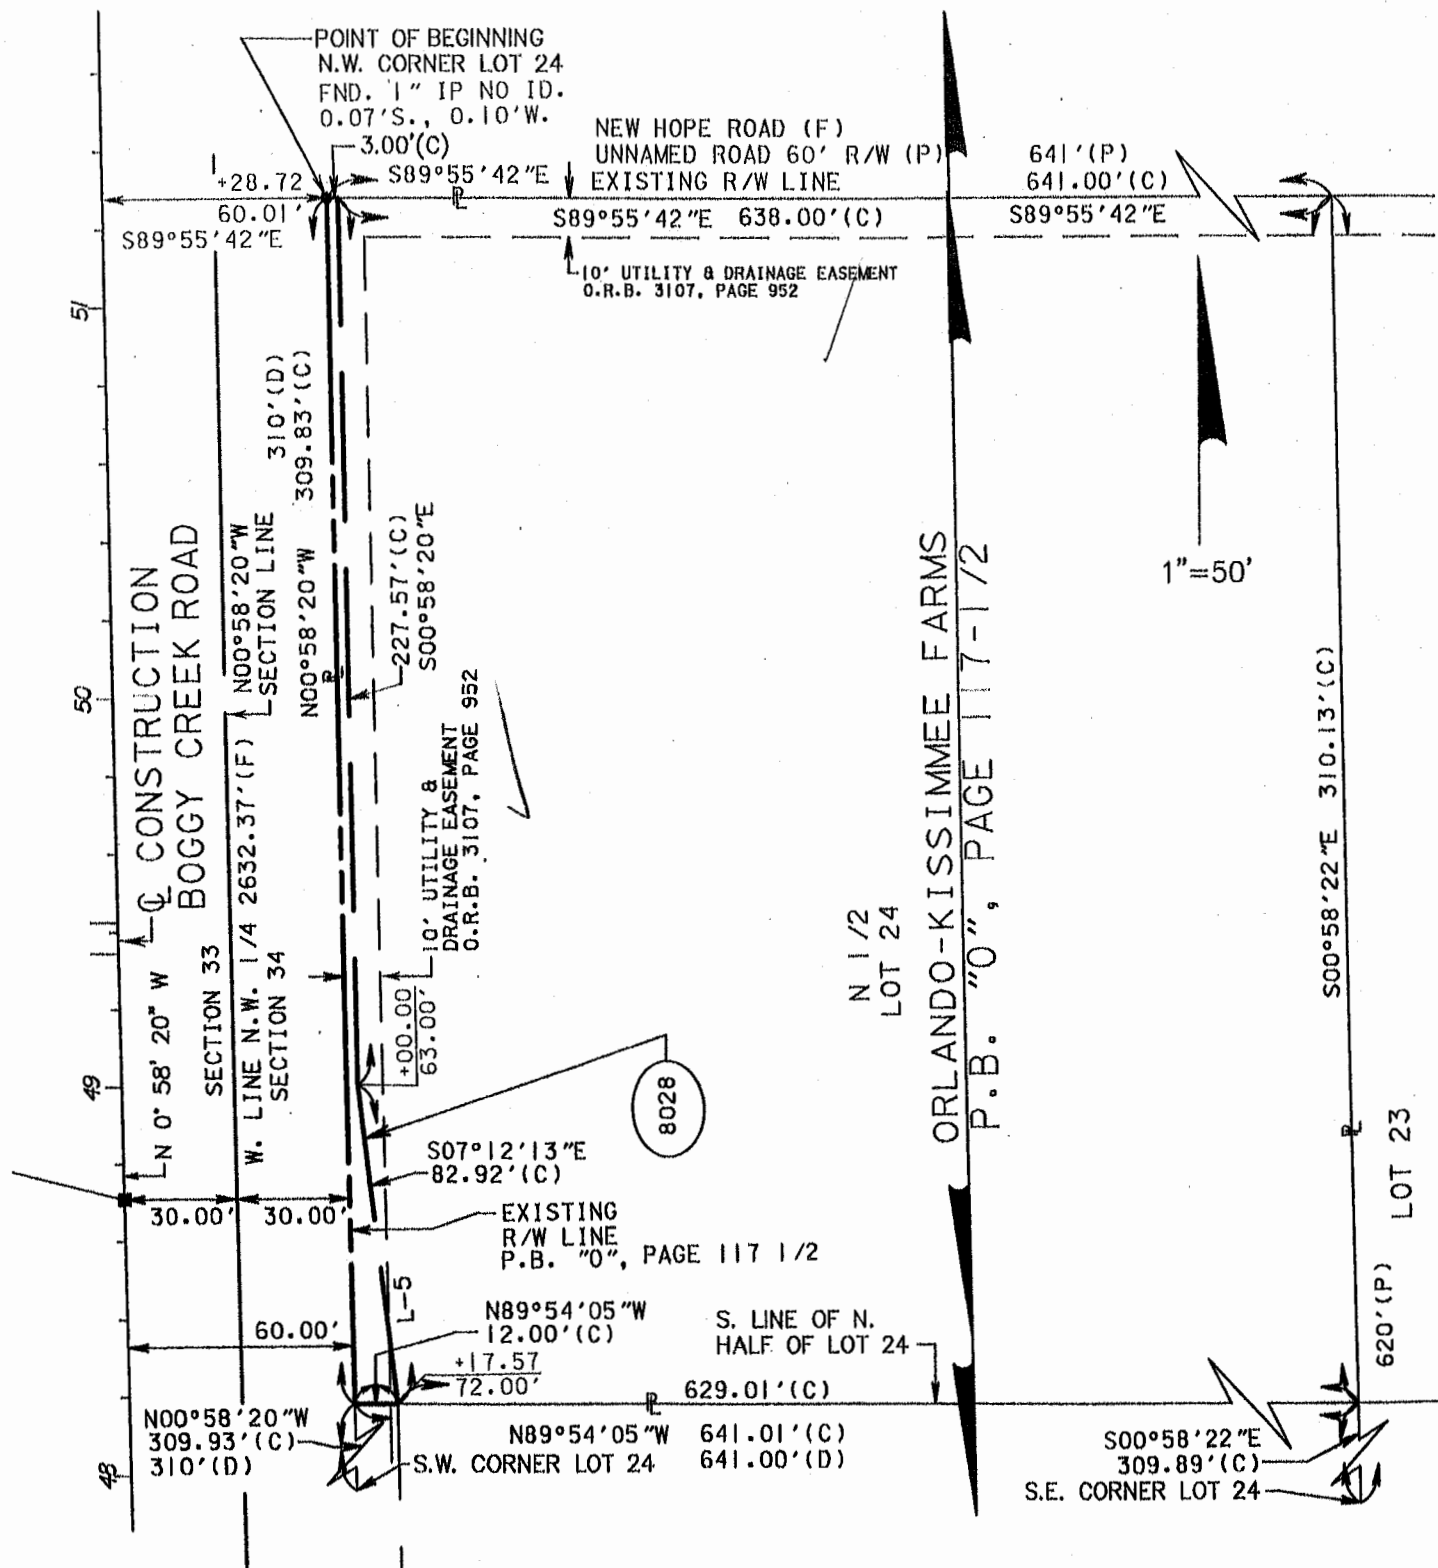 POINT OF BEGINNING
N.W. CORNER LOT 24
FND. 1" IP NO ID.
0.07'S., 0.10'W.
3.00'(C)
S89°55'42"E
NEW HOPE ROAD (F)
UNNAMED ROAD 60' R/W (P)
EXISTING R/W LINE
641'(P)
641.00'(C)
+28.72
60.01'
S89°55'42"E
S89°55'42"E 638.00'(C)
S89°55'42"E
10' UTILITY & DRAINAGE EASEMENT
O.R.B. 3107, PAGE 952
51
50
49
48
℄ CONSTRUCTION
BOGGY CREEK ROAD
N 0° 58' 20" W
SECTION 33
W. LINE N.W. 1/4 2632.37'(F)
SECTION 34
N00°58'20"W
SECTION LINE
310'(D)
309.83'(C)
N00°58'20"W
227.57'(C)
S00°58'20"E
10' UTILITY &
DRAINAGE EASEMENT
O.R.B. 3107, PAGE 952
+00.00
63.00'
8028
S07°12'13"E
82.92'(C)
30.00'
30.00'
EXISTING
R/W LINE
P.B. "O", PAGE 117 1/2
L-5
60.00'
N89°54'05"W
12.00'(C)
+17.57
72.00'
S. LINE OF N.
HALF OF LOT 24
629.01'(C)
N00°58'20"W
309.93'(C)
310'(D)
S.W. CORNER LOT 24
N89°54'05"W 641.01'(C)
641.00'(D)
N 1/2
LOT 24
ORLANDO-KISSIMMEE FARMS
P.B. "O", PAGE 117-1/2
1"=50'
S00°58'22"E 310.13'(C)
LOT 23
620'(P)
S00°58'22"E
309.89'(C)
S.E. CORNER LOT 24